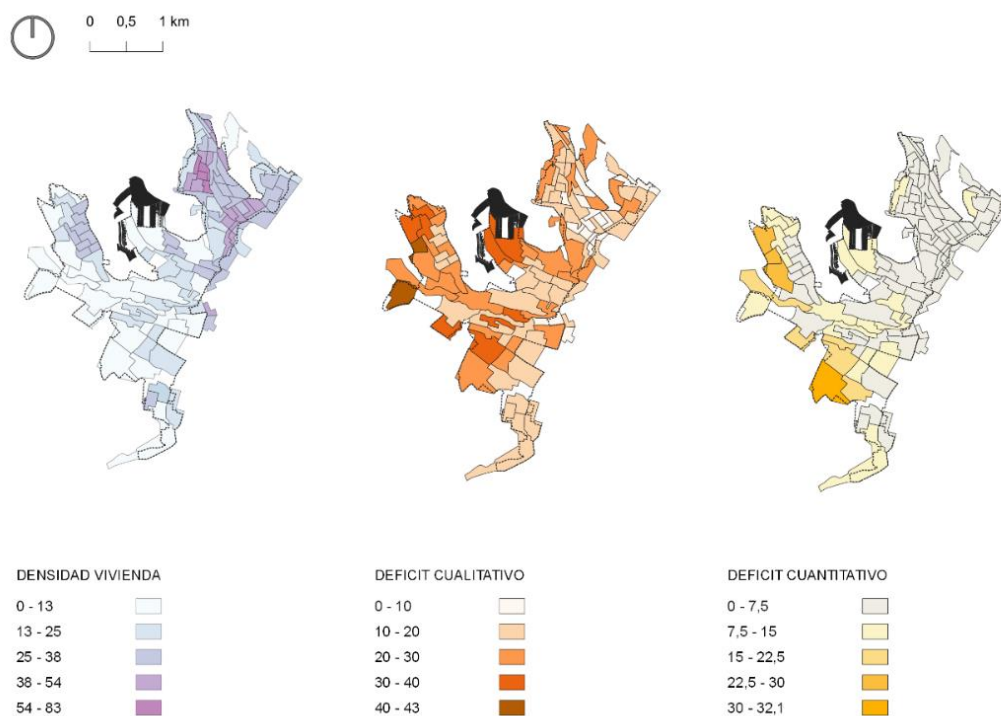 0 0,5 1 km
DENSIDAD VIVIENDA
0 - 13
13 - 25
25 - 38
38 - 54
54 - 83
DEFICIT CUALITATIVO
0 - 10
10 - 20
20 - 30
30 - 40
40 - 43
DEFICIT CUANTITATIVO
0 - 7,5
7,5 - 15
15 - 22,5
22,5 - 30
30 - 32,1